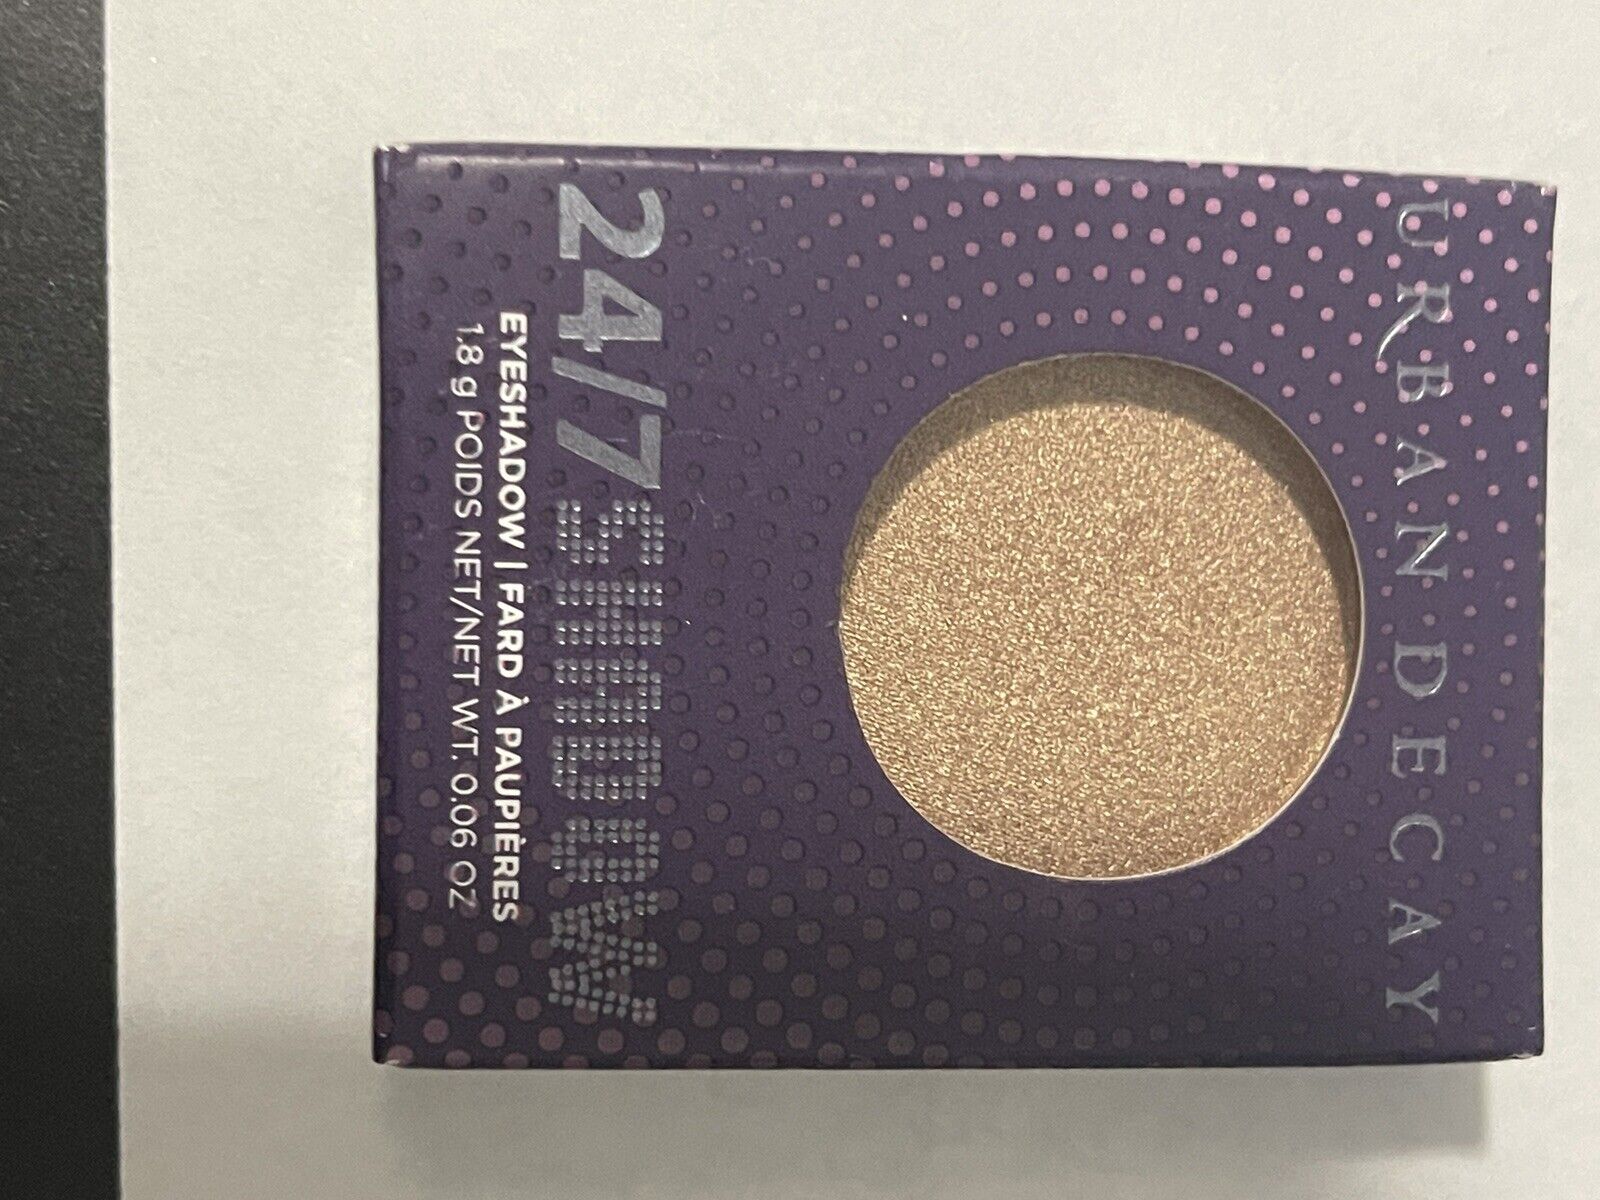 URBAN DECAY
24/7 SHADOW
EYESHADOW | FARD À PAUPIÈRES
1.8 g POIDS NET/NET WT. 0.06 OZ